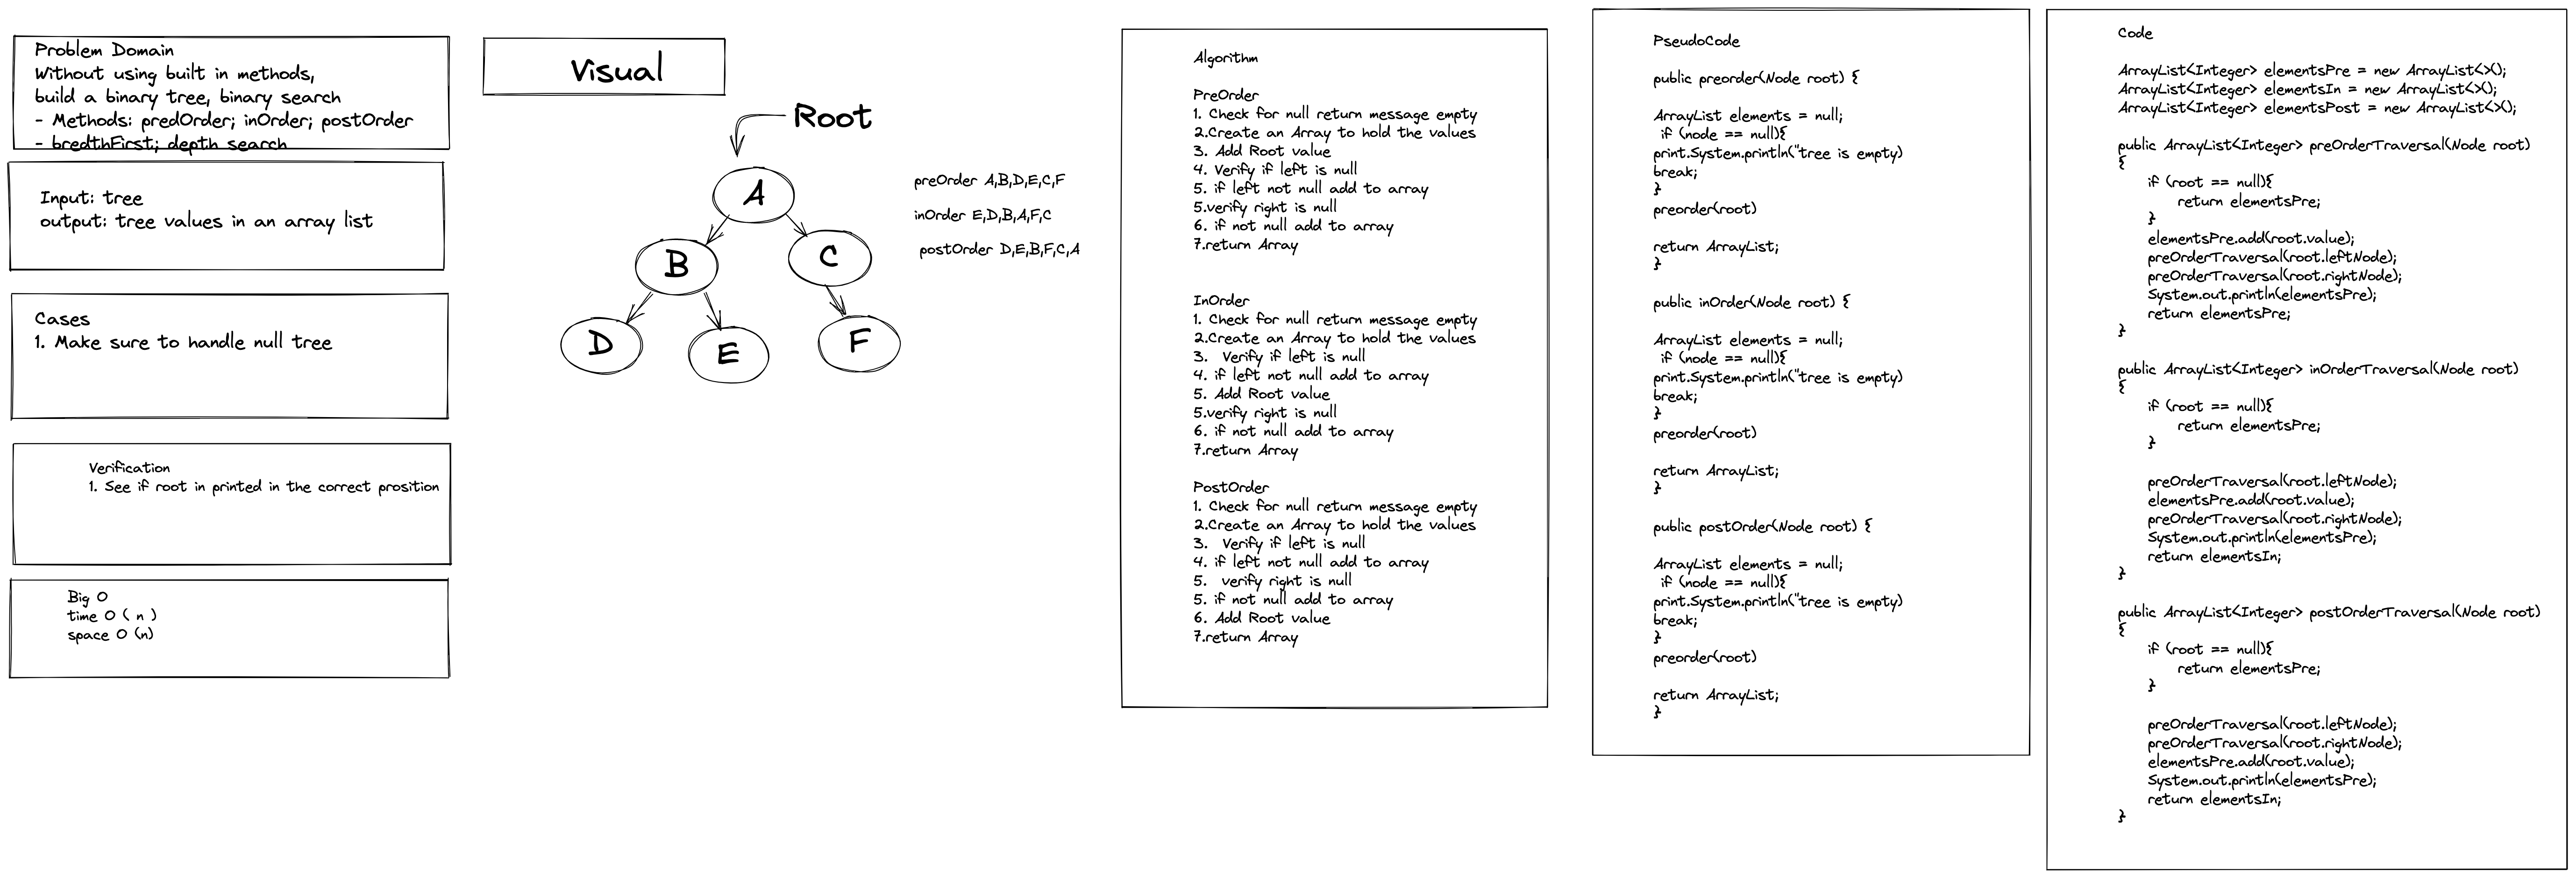 Problem Domain
Without using built in methods,
build a binary tree, binary search
- Methods: predOrder; inOrder; postOrder
- bredthFirst; depth search
Input: tree
output: tree values in an array list
Cases
1. Make sure to handle null tree
Verification
1. See if root in printed in the correct prosition
Big O
time O ( n )
space O (n)
Visual
Root
A
B
C
D
E
F
preOrder A,B,D,E,C,F
inOrder E,D,B,A,F,C
postOrder D,E,B,F,C,A
Algorithm
PreOrder
1. Check for null return message empty
2.Create an Array to hold the values
3. Add Root value
4. Verify if left is null
5. if left not null add to array
5.verify right is null
6. if not null add to array
7.return Array
InOrder
1. Check for null return message empty
2.Create an Array to hold the values
3. Verify if left is null
4. if left not null add to array
5. Add Root value
5.verify right is null
6. if not null add to array
7.return Array
PostOrder
1. Check for null return message empty
2.Create an Array to hold the values
3. Verify if left is null
4. if left not null add to array
5. verify right is null
5. if not null add to array
6. Add Root value
7.return Array
PseudoCode
public preorder(Node root) {
ArrayList elements = null;
if (node == null){
print.System.println("tree is empty)
break;
}
preorder(root)
return ArrayList;
}
public inOrder(Node root) {
ArrayList elements = null;
if (node == null){
print.System.println("tree is empty)
break;
}
preorder(root)
return ArrayList;
}
public postOrder(Node root) {
ArrayList elements = null;
if (node == null){
print.System.println("tree is empty)
break;
}
preorder(root)
return ArrayList;
}
Code
ArrayList<Integer> elementsPre = new ArrayList<>();
ArrayList<Integer> elementsIn = new ArrayList<>();
ArrayList<Integer> elementsPost = new ArrayList<>();
public ArrayList<Integer> preOrderTraversal(Node root)
{
if (root == null){
return elementsPre;
}
elementsPre.add(root.value);
preOrderTraversal(root.leftNode);
preOrderTraversal(root.rightNode);
System.out.println(elementsPre);
return elementsPre;
}
public ArrayList<Integer> inOrderTraversal(Node root)
{
if (root == null){
return elementsPre;
}
preOrderTraversal(root.leftNode);
elementsPre.add(root.value);
preOrderTraversal(root.rightNode);
System.out.println(elementsPre);
return elementsIn;
}
public ArrayList<Integer> postOrderTraversal(Node root)
{
if (root == null){
return elementsPre;
}
preOrderTraversal(root.leftNode);
preOrderTraversal(root.rightNode);
elementsPre.add(root.value);
System.out.println(elementsPre);
return elementsIn;
}